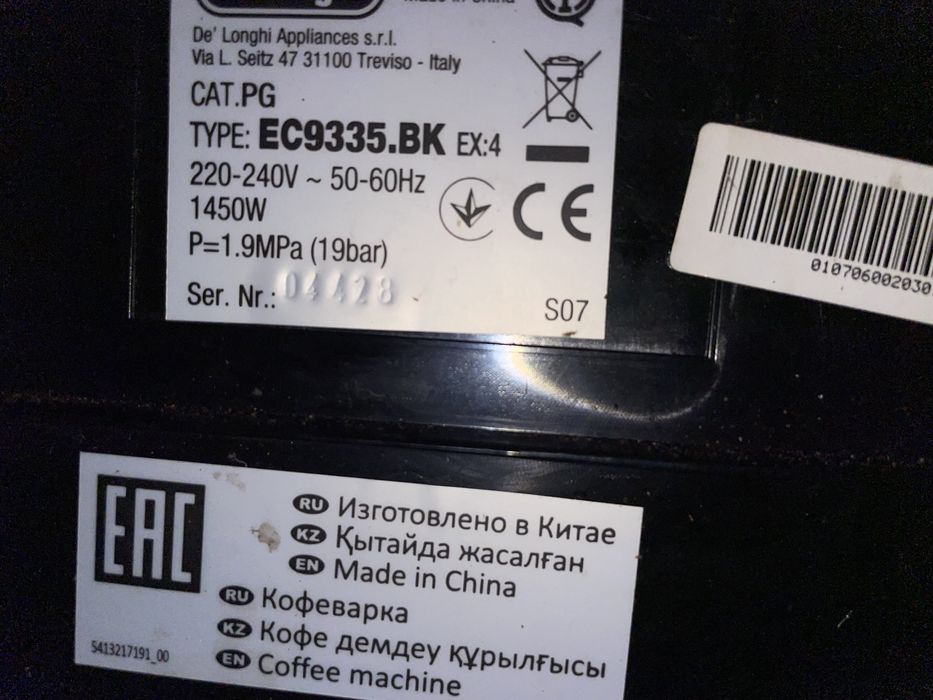 De' Longhi Appliances s.r.l.
Via L. Seitz 47 31100 Treviso - Italy
CAT.PG
TYPE: EC9335.BK EX:4
220-240V ~ 50-60Hz
1450W
P=1.9MPa (19bar)
Ser. Nr.: 04428
S07
CE
EAC
RU Изготовлено в Китае
KZ Қытайда жасалған
EN Made in China
RU Кофеварка
KZ Кофе демдеу құрылғысы
EN Coffee machine
5413217191_00